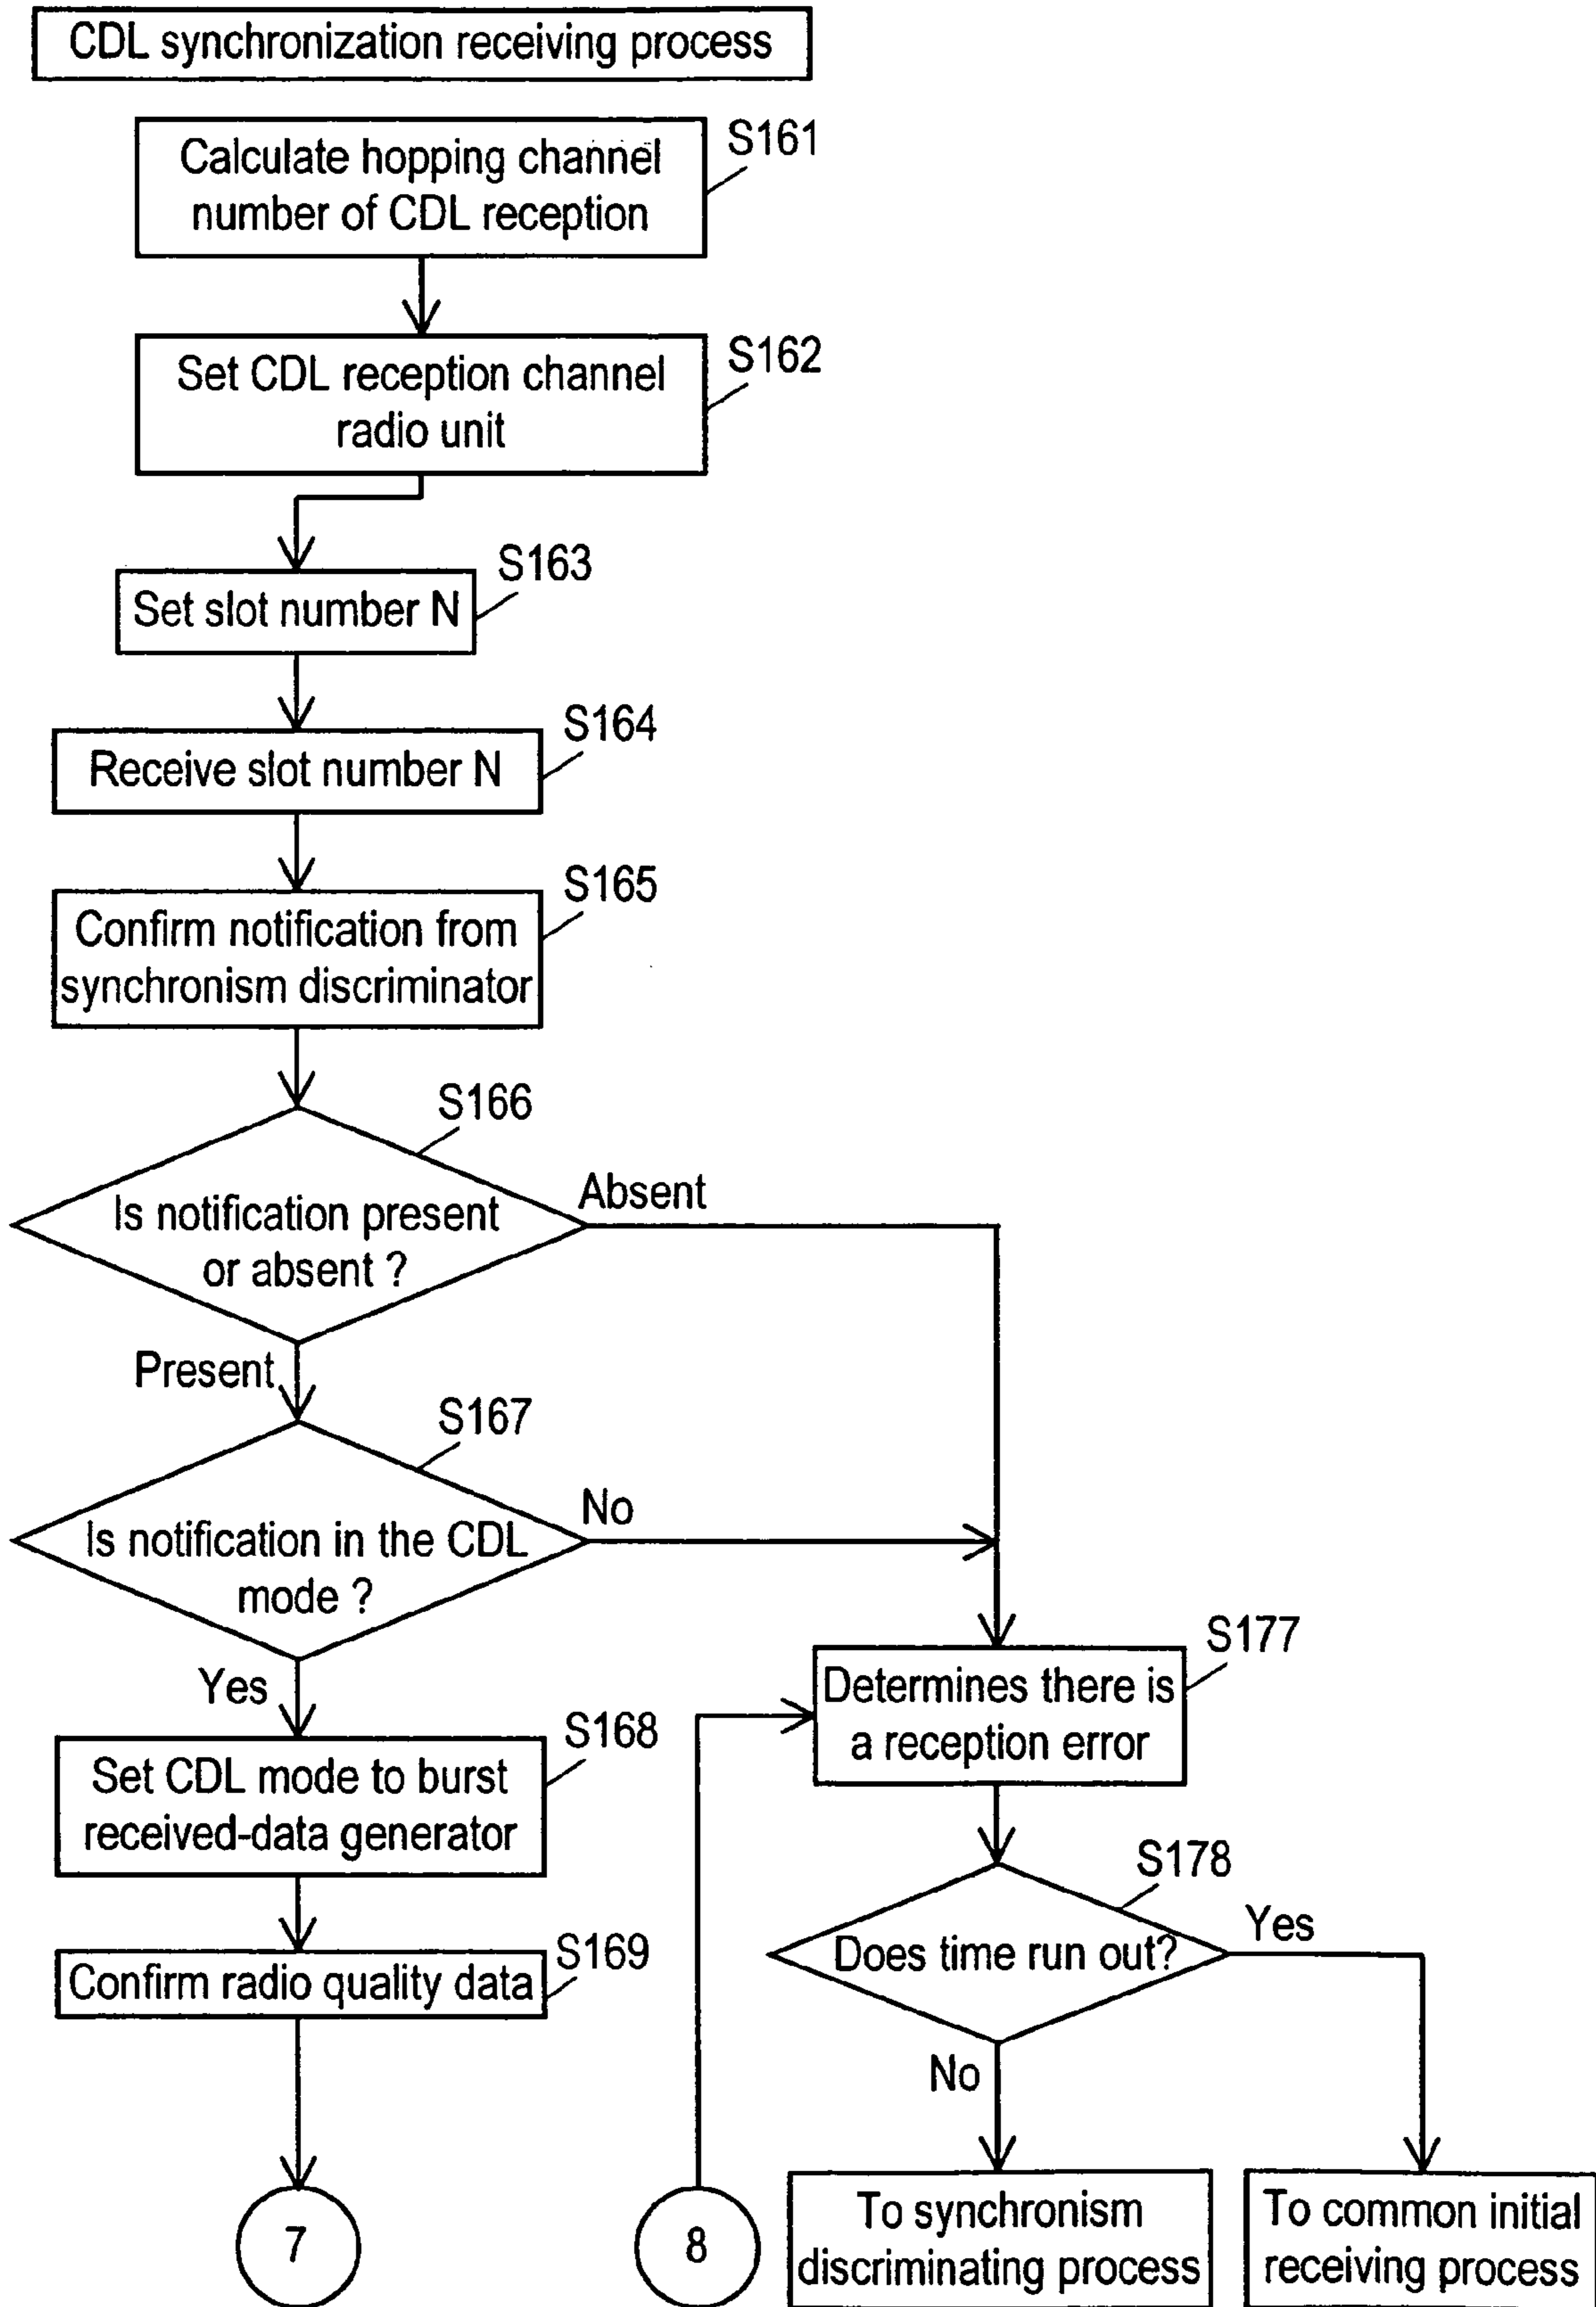 CDL synchronization receiving process
S161
Calculate hopping channel
number of CDL reception
S162
Set CDL reception channel
radio unit
S163
Set slot number N
S164
Receive slot number N
S165
Confirm notification from
synchronism discriminator
S166
Is notification present
or absent ?
Absent
Present
S167
Is notification in the CDL
mode ?
No
Yes
S168
Set CDL mode to burst
received-data generator
S169
Confirm radio quality data
7
S177
Determines there is
a reception error
S178
Does time run out?
Yes
No
8
To synchronism
discriminating process
To common initial
receiving process